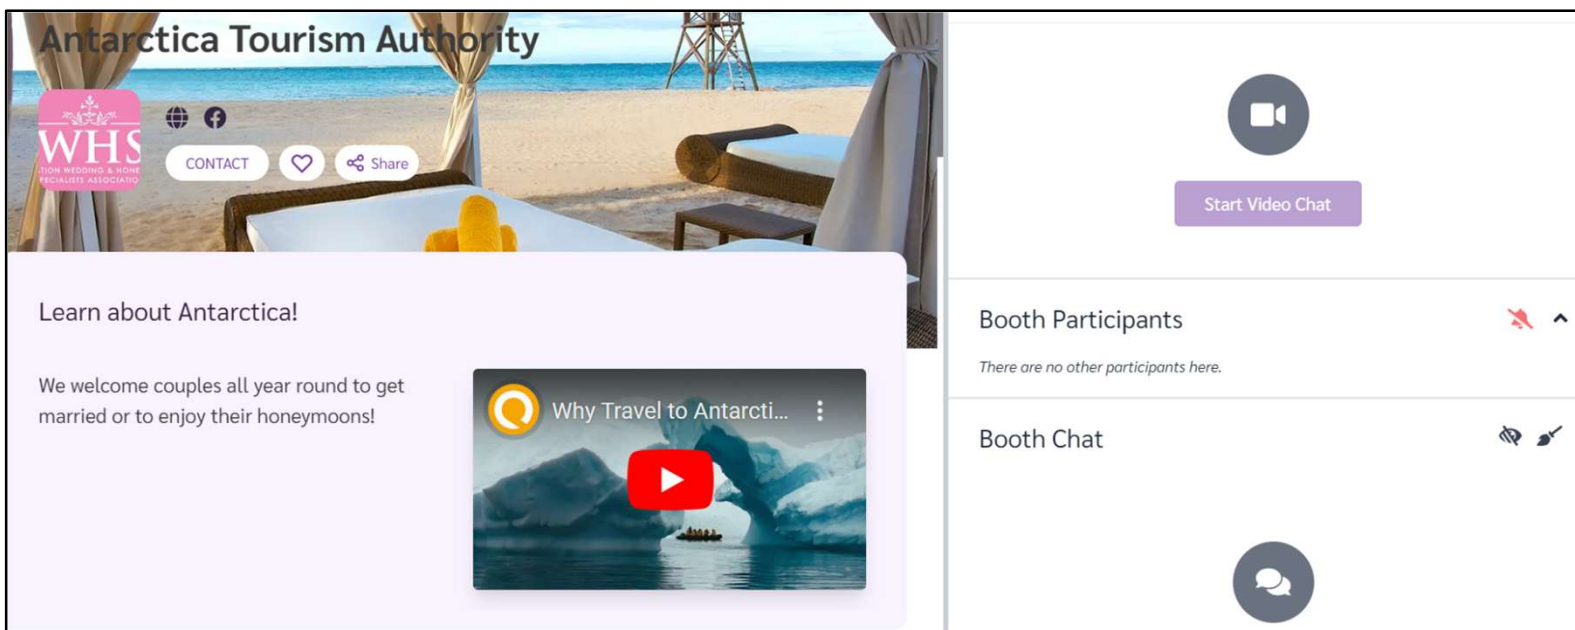 Antarctica Tourism Authority
WHS
TION WEDDING & HONE
PECIALISTS ASSOCIATIO
CONTACT
Share
Learn about Antarctica!
We welcome couples all year round to get
married or to enjoy their honeymoons!
Why Travel to Antarcti...
Start Video Chat
Booth Participants
There are no other participants here.
Booth Chat